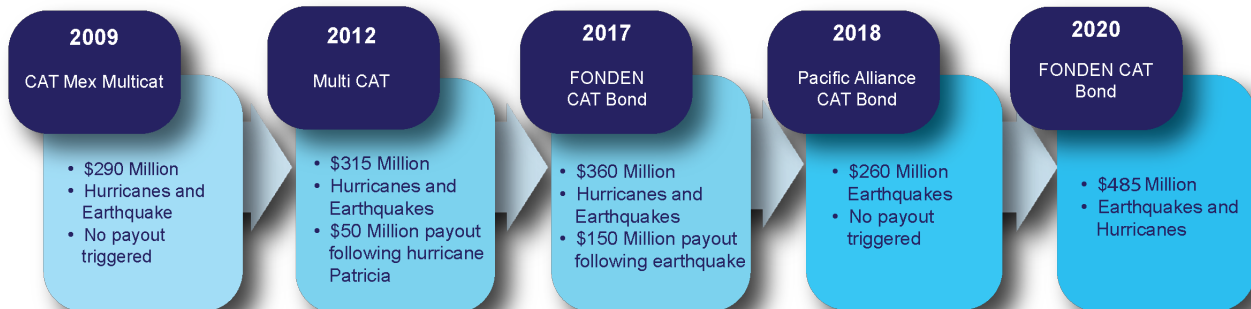 2009
CAT Mex Multicat
• $290 Million
• Hurricanes and
Earthquake
• No payout
triggered
2012
Multi CAT
• $315 Million
• Hurricanes and
Earthquakes
• $50 Million payout
following hurricane
Patricia
2017
FONDEN
CAT Bond
• $360 Million
• Hurricanes and
Earthquakes
• $150 Million payout
following earthquake
2018
Pacific Alliance
CAT Bond
• $260 Million
Earthquakes
• No payout
triggered
2020
FONDEN CAT
Bond
• $485 Million
• Earthquakes and
Hurricanes